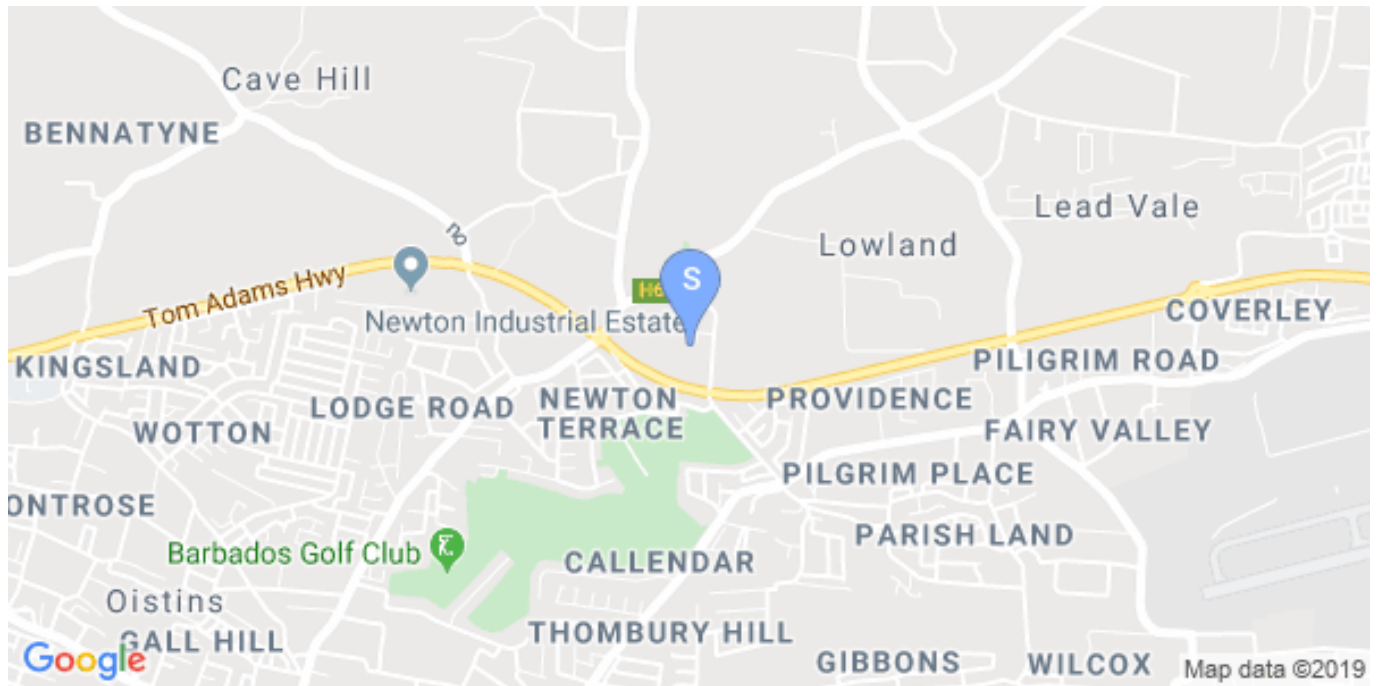 Cave Hill
BENNATYNE
Lead Vale
Lowland
Tom Adams Hwy
S
H6
Newton Industrial Estate
COVERLEY
KINGSLAND
PILIGRIM ROAD
LODGE ROAD
NEWTON
TERRACE
PROVIDENCE
WOTTON
FAIRY VALLEY
PILGRIM PLACE
ONTROSE
PARISH LAND
Barbados Golf Club
CALLENDAR
Oistins
GALL HILL
THOMBURY HILL
GIBBONS
WILCOX
Google
Map data ©2019